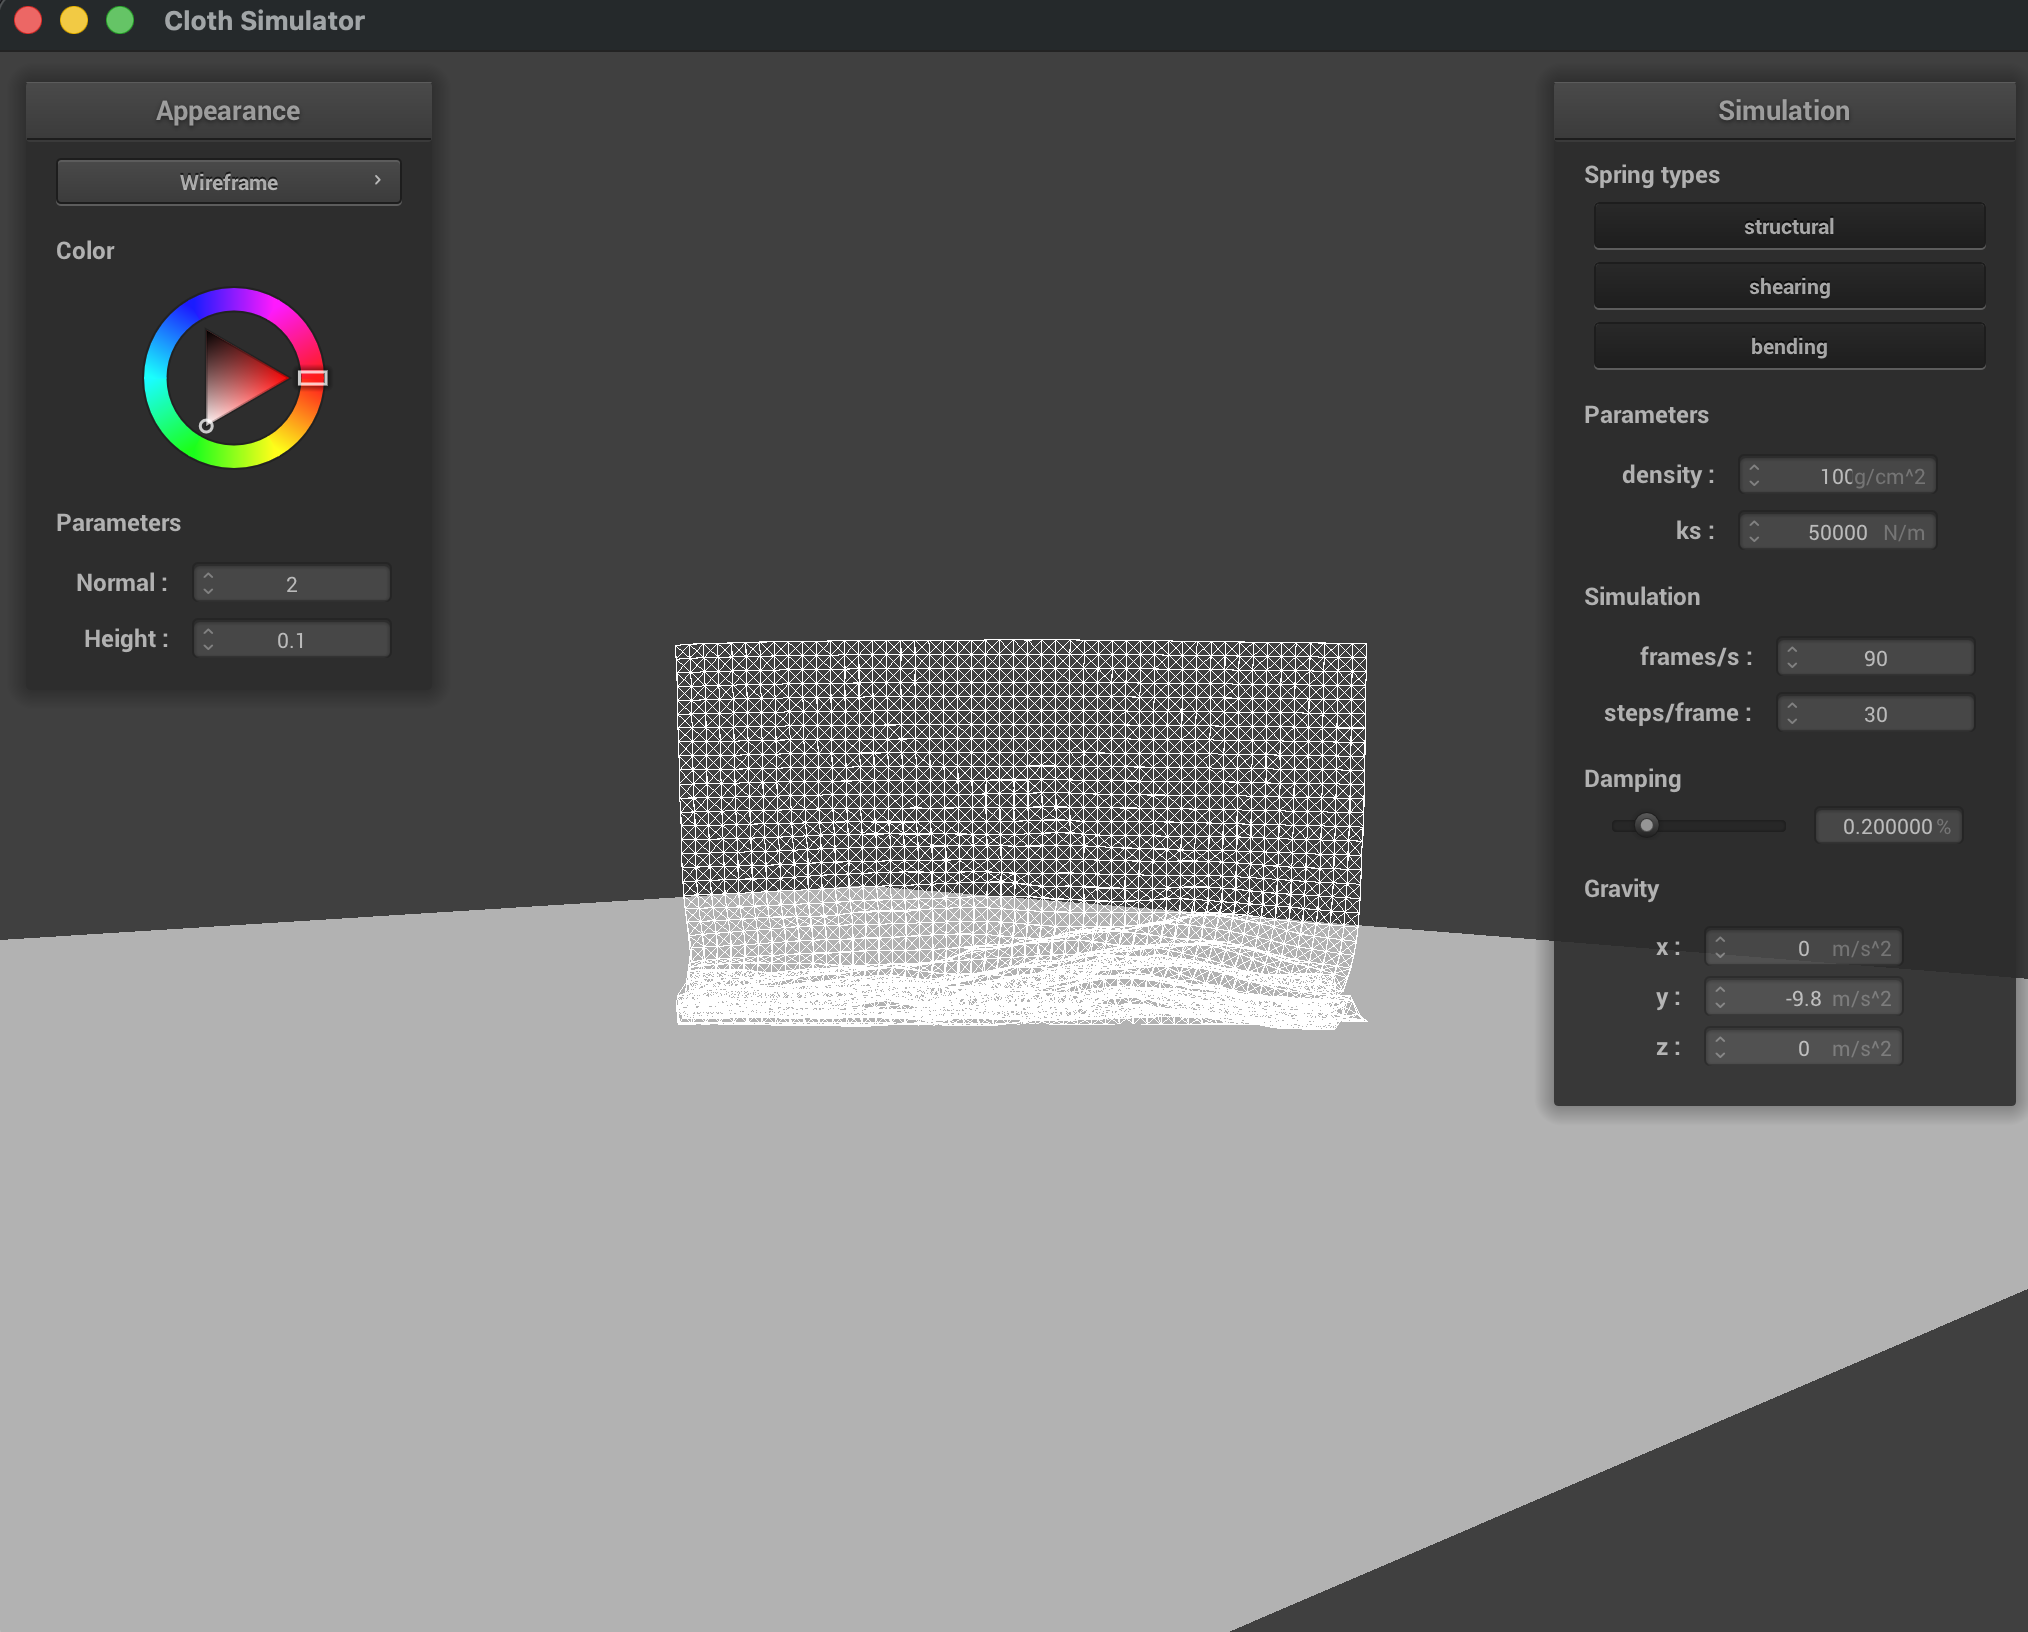 Cloth Simulator
Appearance
Wireframe
Color
Parameters
Normal : 2
Height : 0.1
Simulation
Spring types
structural
shearing
bending
Parameters
density : 100 g/cm^2
ks : 50000 N/m
Simulation
frames/s : 90
steps/frame : 30
Damping
0.200000 %
Gravity
x : 0 m/s^2
y : -9.8 m/s^2
z : 0 m/s^2